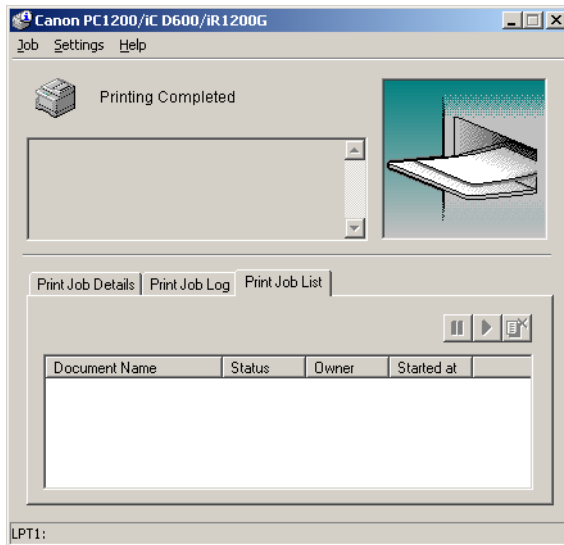 Canon PC1200/iC D600/iR1200G
Job Settings Help
Printing Completed
Print Job Details Print Job Log Print Job List
Document Name Status Owner Started at
LPT1: